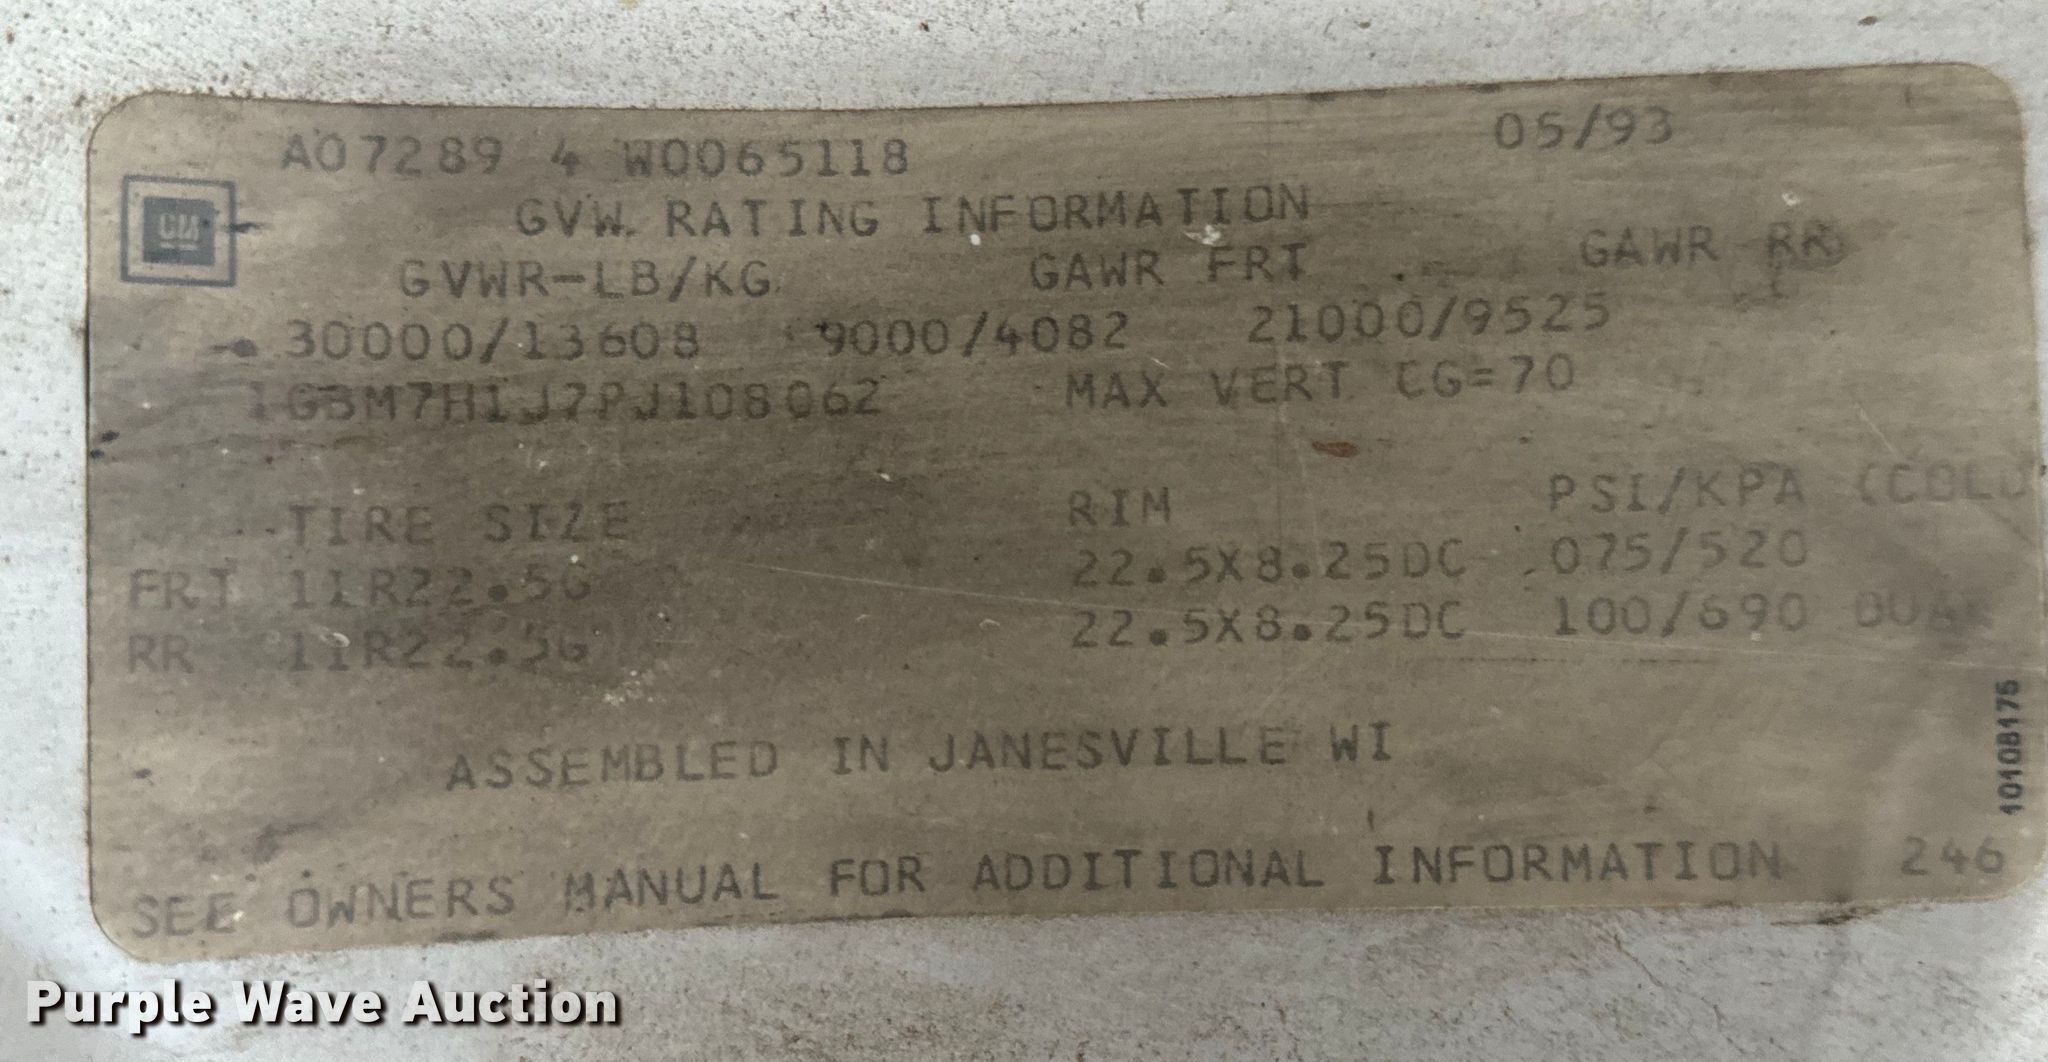 A07289 4 W0065118 05/93
GM
GVW RATING INFORMATION
GVWR-LB/KG GAWR FRT GAWR RR
30000/13608 9000/4082 21000/9525
1GBM7H1J7PJ108062 MAX VERT CG=70
TIRE SIZE RIM PSI/KPA (COLD
FRT 11R22.5G 22.5X8.25DC 075/520
RR 11R22.5G 22.5X8.25DC 100/690 DUAL
ASSEMBLED IN JANESVILLE WI
10108175
SEE OWNERS MANUAL FOR ADDITIONAL INFORMATION 246
Purple Wave Auction